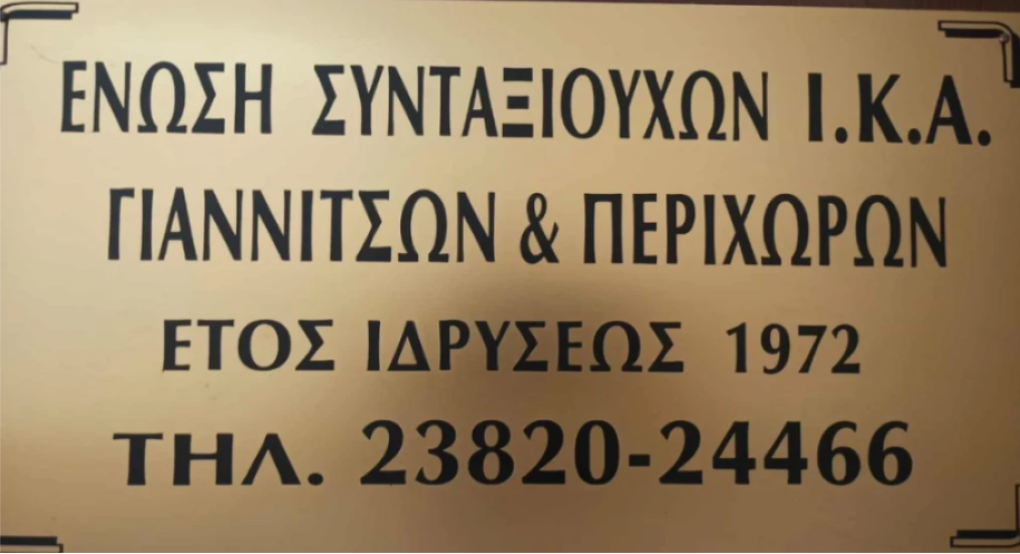 ΕΝΩΣΗ ΣΥΝΤΑΞΙΟΥΧΩΝ Ι.Κ.Α.
ΓΙΑΝΝΙΤΣΩΝ & ΠΕΡΙΧΩΡΩΝ
ΕΤΟΣ ΙΔΡΥΣΕΩΣ 1972
ΤΗΛ. 23820-24466